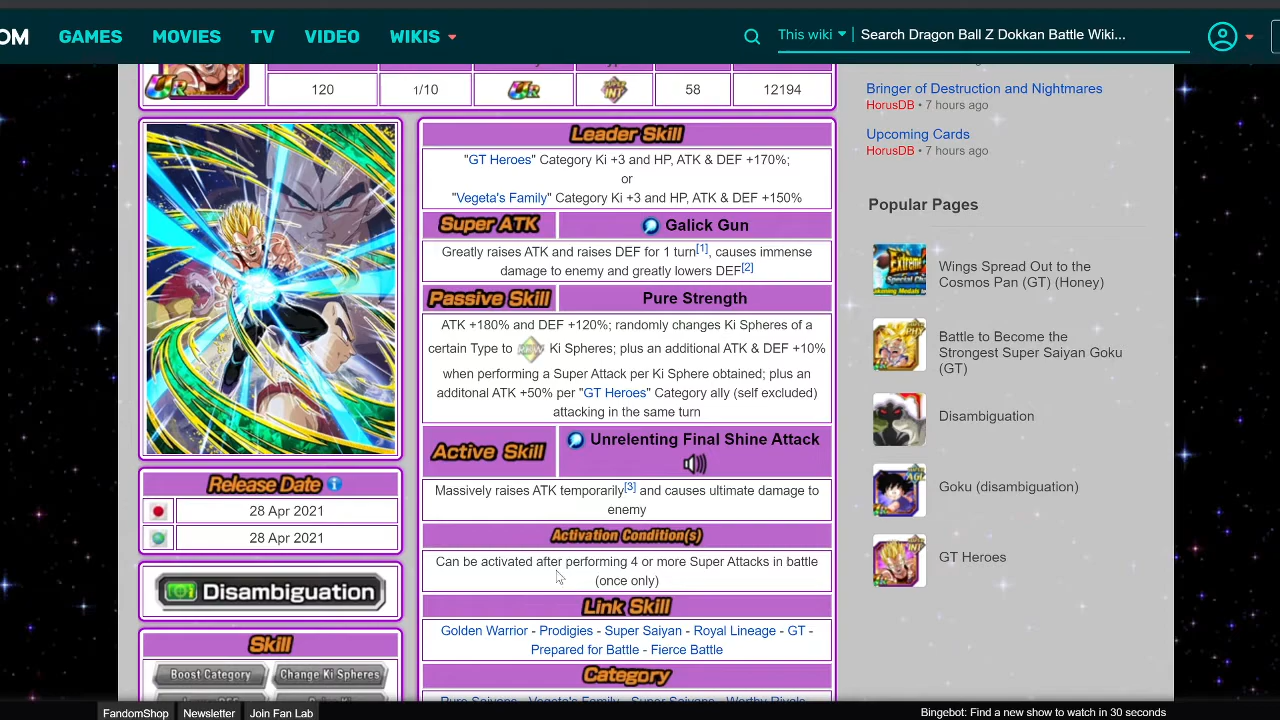 OM GAMES MOVIES TV VIDEO WIKIS This wiki Search Dragon Ball Z Dokkan Battle Wiki...
120 1/10 UR SUPER INT 58 12194
Leader Skill
"GT Heroes" Category Ki +3 and HP, ATK & DEF +170%;
or
"Vegeta's Family" Category Ki +3 and HP, ATK & DEF +150%
Super ATK Galick Gun
Greatly raises ATK and raises DEF for 1 turn[1], causes immense
damage to enemy and greatly lowers DEF[2]
Passive Skill Pure Strength
ATK +180% and DEF +120%; randomly changes Ki Spheres of a
certain Type to Ki Spheres; plus an additional ATK & DEF +10%
when performing a Super Attack per Ki Sphere obtained; plus an
additonal ATK +50% per "GT Heroes" Category ally (self excluded)
attacking in the same turn
Active Skill Unrelenting Final Shine Attack
Massively raises ATK temporarily[3] and causes ultimate damage to
enemy
Activation Condition(s)
Can be activated after performing 4 or more Super Attacks in battle
(once only)
Link Skill
Golden Warrior - Prodigies - Super Saiyan - Royal Lineage - GT -
Prepared for Battle - Fierce Battle
Category
Pure Saiyans - Vegeta's Family - Super Saiyans - Worthy Rivals
Release Date
28 Apr 2021
28 Apr 2021
Disambiguation
Skill
Boost Category Change Ki Spheres
Bringer of Destruction and Nightmares
HorusDB • 7 hours ago
Upcoming Cards
HorusDB • 7 hours ago
Popular Pages
Wings Spread Out to the
Cosmos Pan (GT) (Honey)
Battle to Become the
Strongest Super Saiyan Goku
(GT)
Disambiguation
Goku (disambiguation)
GT Heroes
FandomShop Newsletter Join Fan Lab Bingebot: Find a new show to watch in 30 seconds